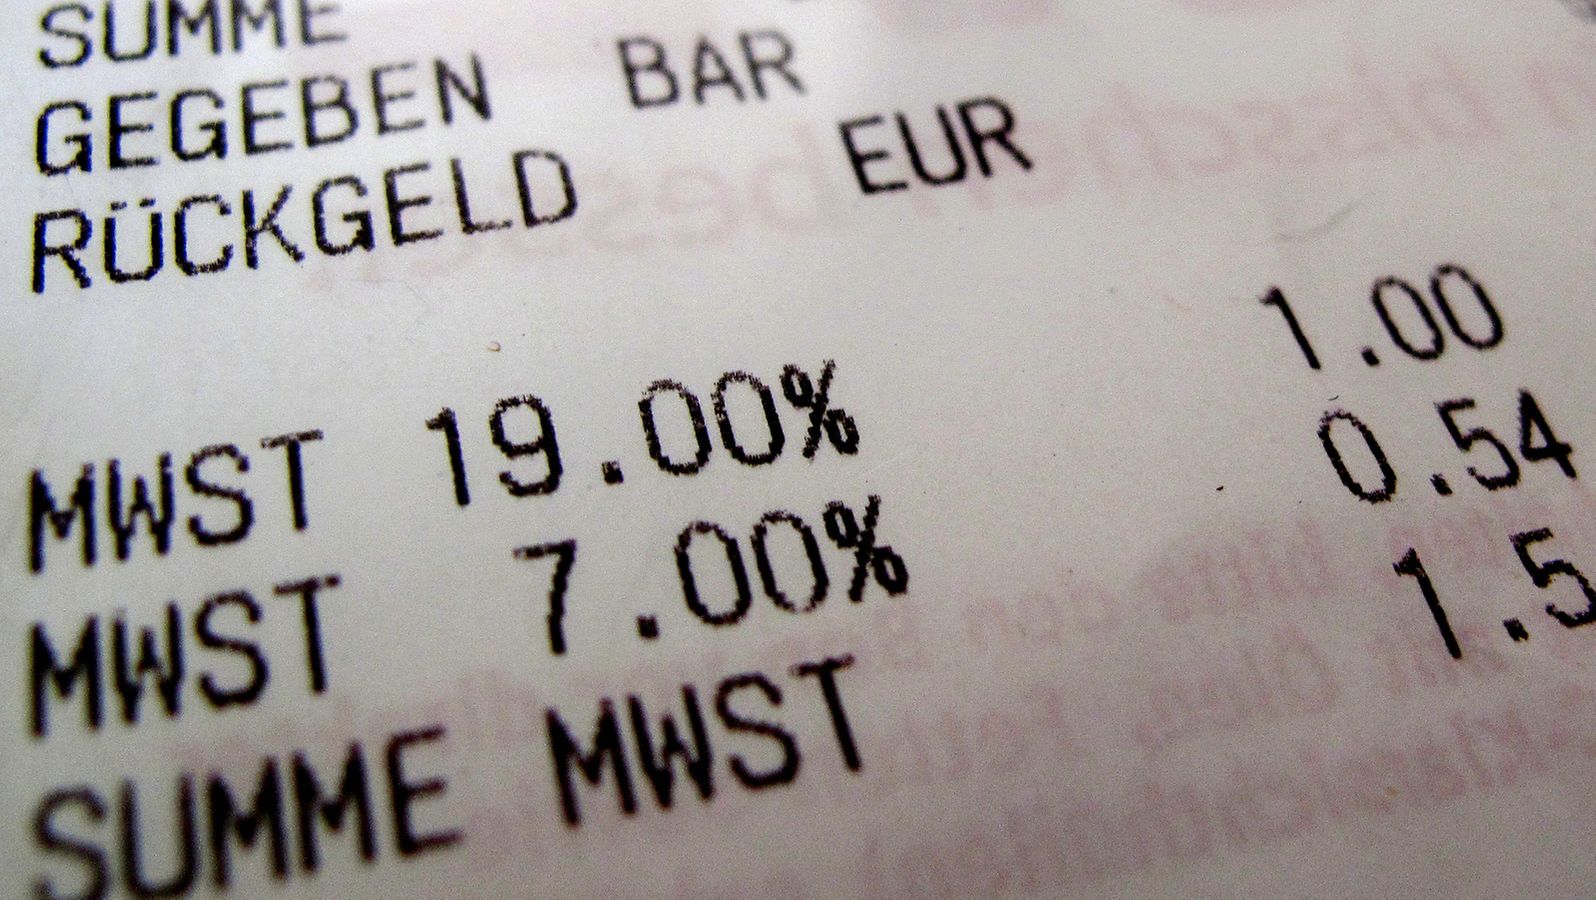 SUMME
GEGEBEN BAR
RÜCKGELD EUR
MWST 19.00% 1.00
MWST 7.00% 0.54
SUMME MWST 1.5